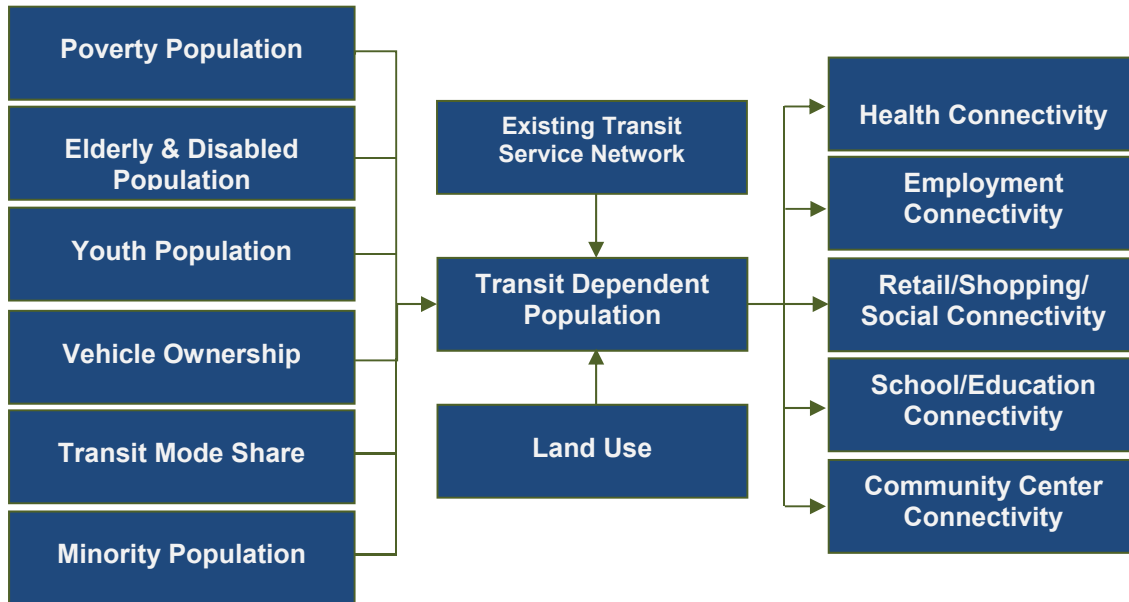 Poverty Population
Elderly & Disabled
Population
Youth Population
Vehicle Ownership
Transit Mode Share
Minority Population
Existing Transit
Service Network
Transit Dependent
Population
Land Use
Health Connectivity
Employment
Connectivity
Retail/Shopping/
Social Connectivity
School/Education
Connectivity
Community Center
Connectivity